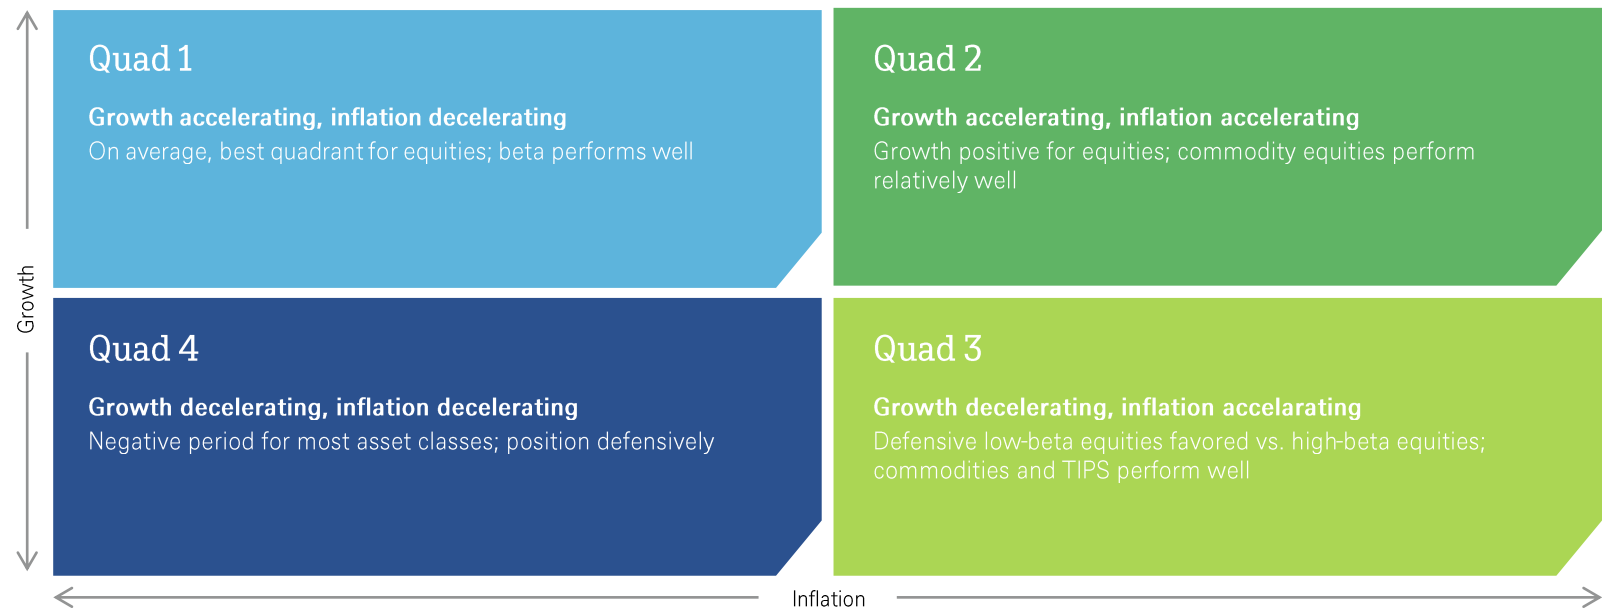 Quad 1
Growth accelerating, inflation decelerating
On average, best quadrant for equities; beta performs well
Quad 2
Growth accelerating, inflation accelerating
Growth positive for equities; commodity equities perform
relatively well
Growth
Quad 4
Growth decelerating, inflation decelerating
Negative period for most asset classes; position defensively
Quad 3
Growth decelerating, inflation accelarating
Defensive low-beta equities favored vs. high-beta equities;
commodities and TIPS perform well
Inflation